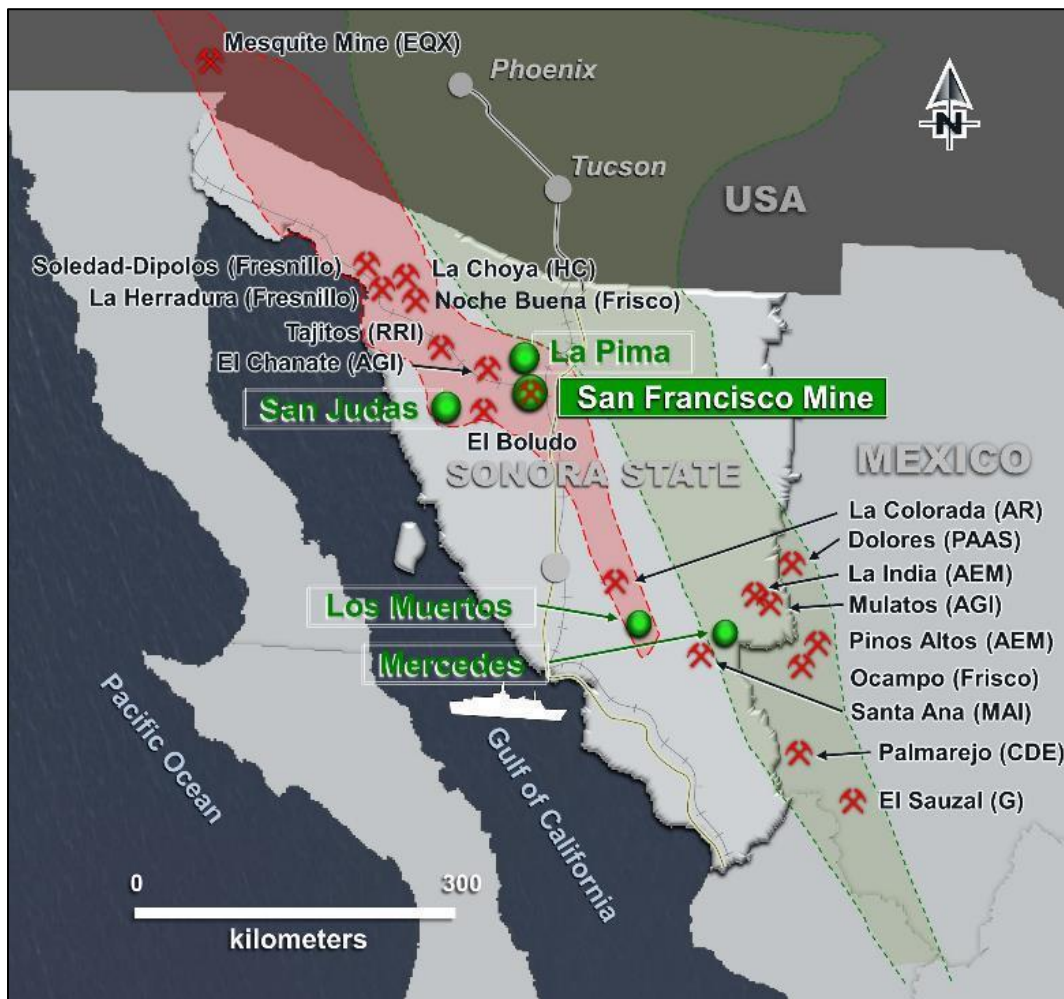 Mesquite Mine (EQX)
Phoenix
N
Tucson
USA
Soledad-Dipolos (Fresnillo)
La Choya (HC)
La Herradura (Fresnillo)
Noche Buena (Frisco)
Tajitos (RRI)
El Chanate (AGI)
La Pima
San Judas
San Francisco Mine
El Boludo
SONORA STATE
MEXICO
La Colorada (AR)
Dolores (PAAS)
La India (AEM)
Los Muertos
Mulatos (AGI)
Mercedes
Pinos Altos (AEM)
Ocampo (Frisco)
Santa Ana (MAI)
Pacific Ocean
Gulf of California
Palmarejo (CDE)
El Sauzal (G)
0 300
kilometers